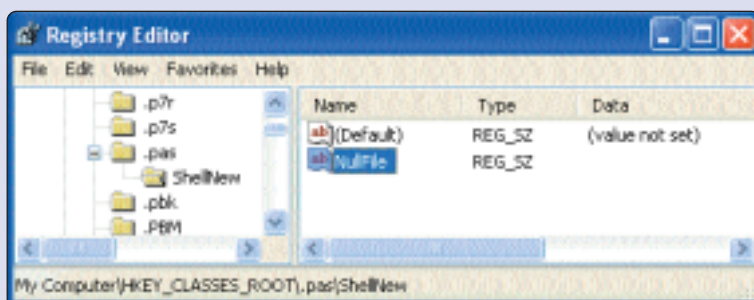 Registry Editor
File Edit View Favorites Help
.p7r
.p7s
.pas
ShellNew
.pbk
.PBM
Name Type Data
(Default) REG_SZ (value not set)
NullFile REG_SZ
My Computer\HKEY_CLASSES_ROOT\.pas\ShellNew